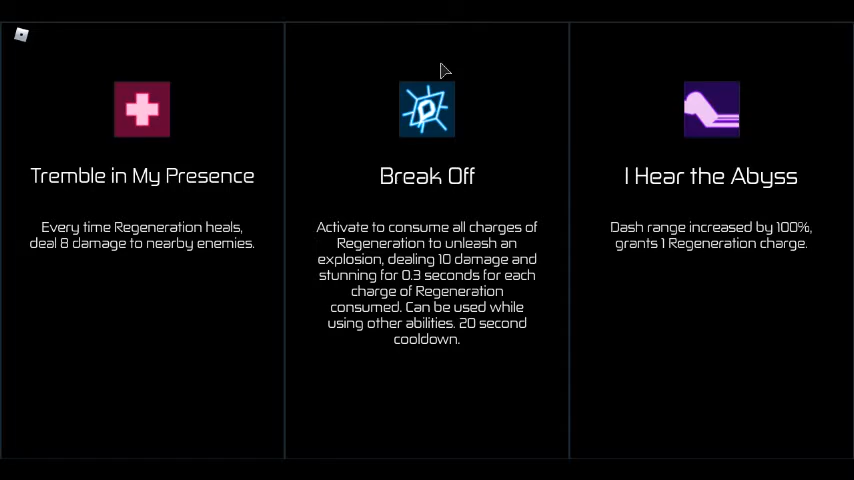 Tremble in My Presence
Every time Regeneration heals,
deal 8 damage to nearby enemies.
Break Off
Activate to consume all charges of
Regeneration to unleash an
explosion, dealing 10 damage and
stunning for 0.3 seconds for each
charge of Regeneration
consumed. Can be used while
using other abilities. 20 second
cooldown.
I Hear the Abyss
Dash range increased by 100%,
grants 1 Regeneration charge.